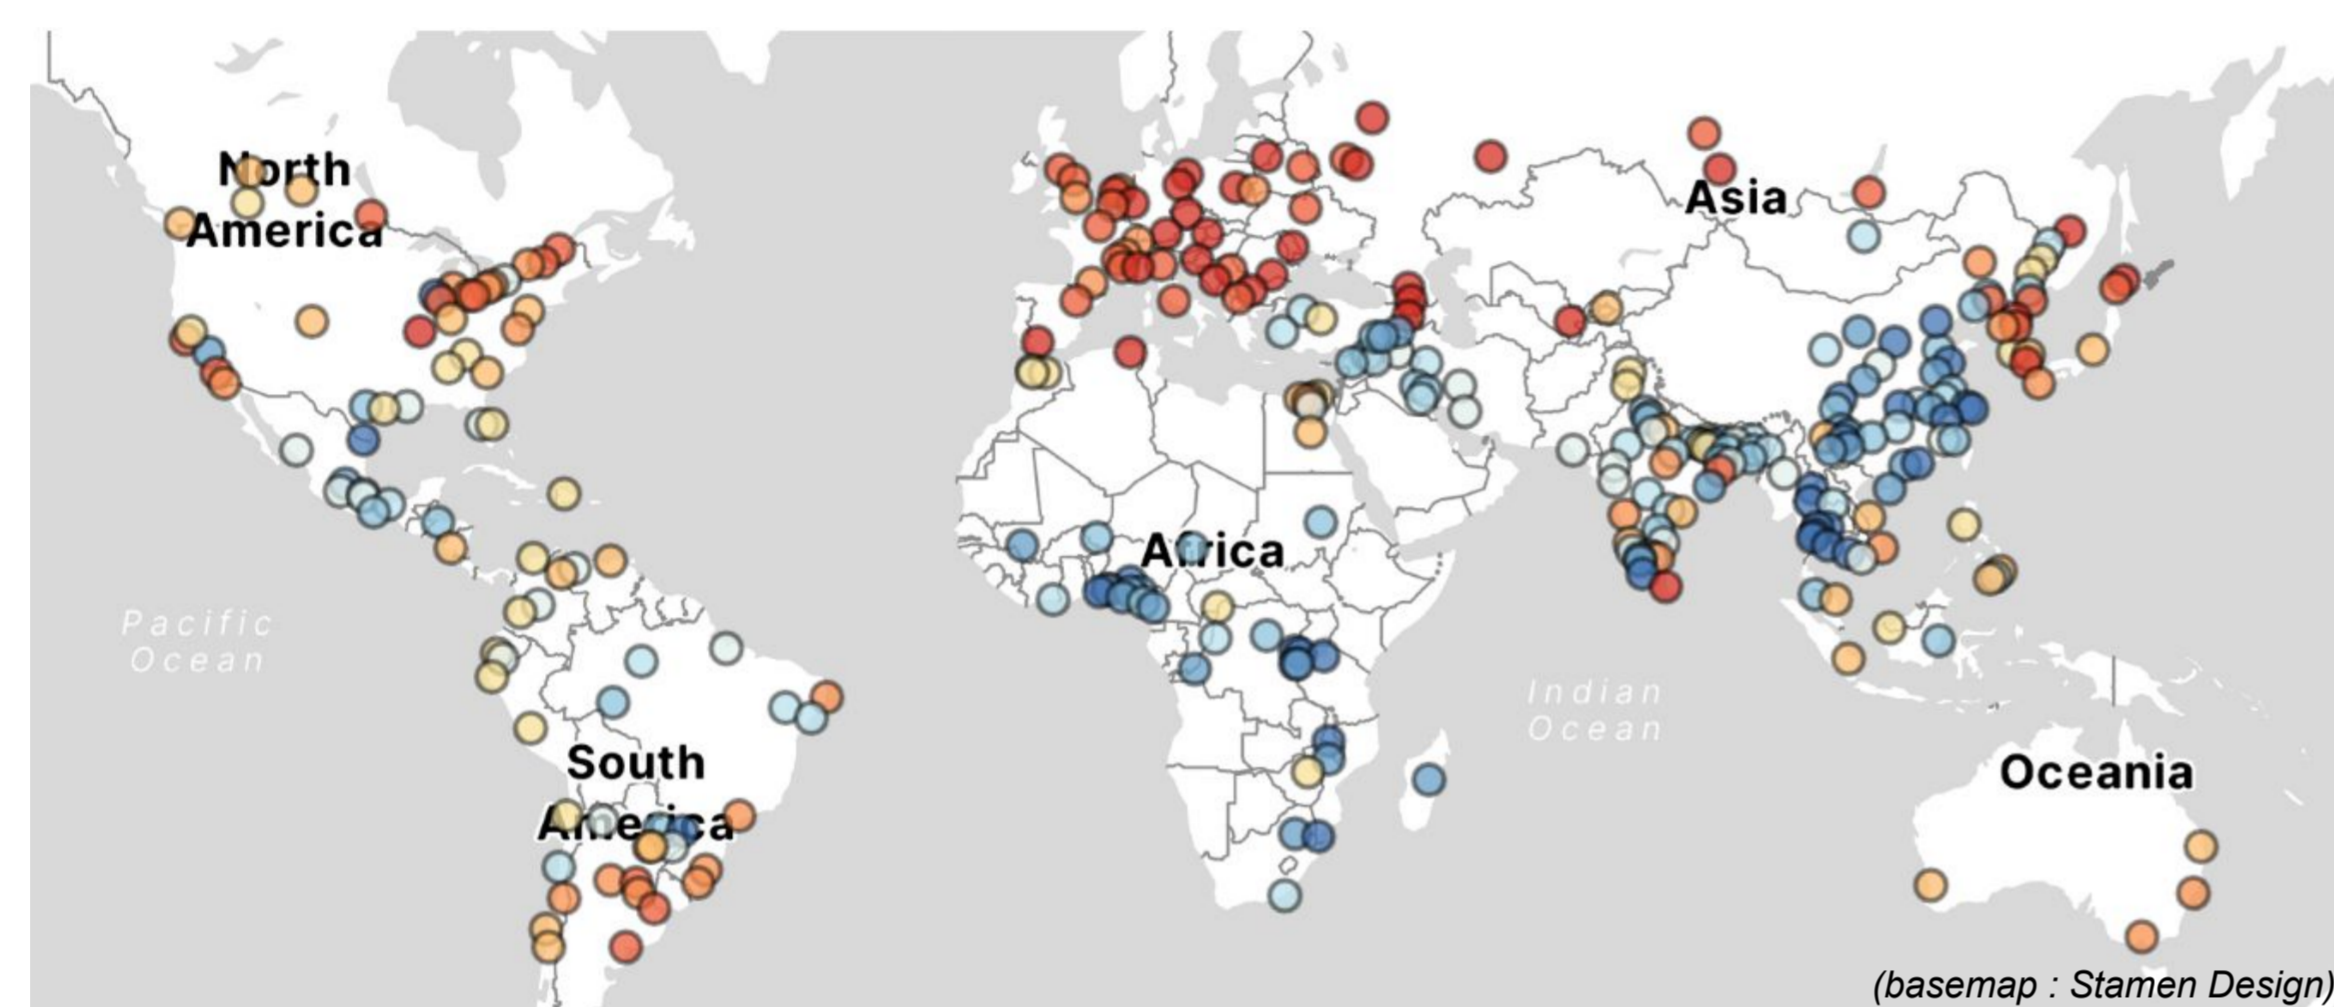 North
America
Asia
Africa
Pacific
Ocean
Indian
Ocean
South
America
Oceania
(basemap : Stamen Design)